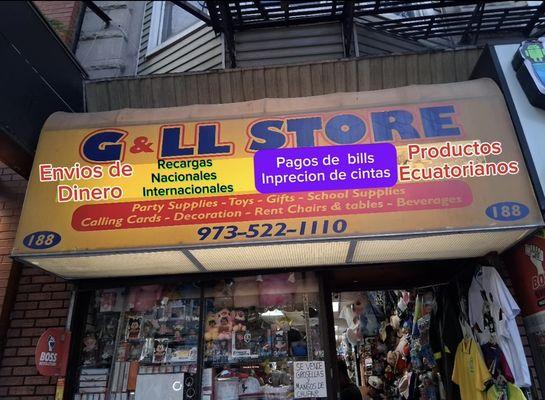 G & LL STORE
Envios de
Dinero
Recargas
Nacionales
Internacionales
Pagos de bills
Inprecion de cintas
Productos
Ecuatorianos
Party Supplies - Toys - Gifts - School Supplies
Calling Cards - Decoration - Rent Chairs & tables - Beverages
188
973-522-1110
188
BOSS
SE
VENDE
GROSELLAS
MANGOS DE